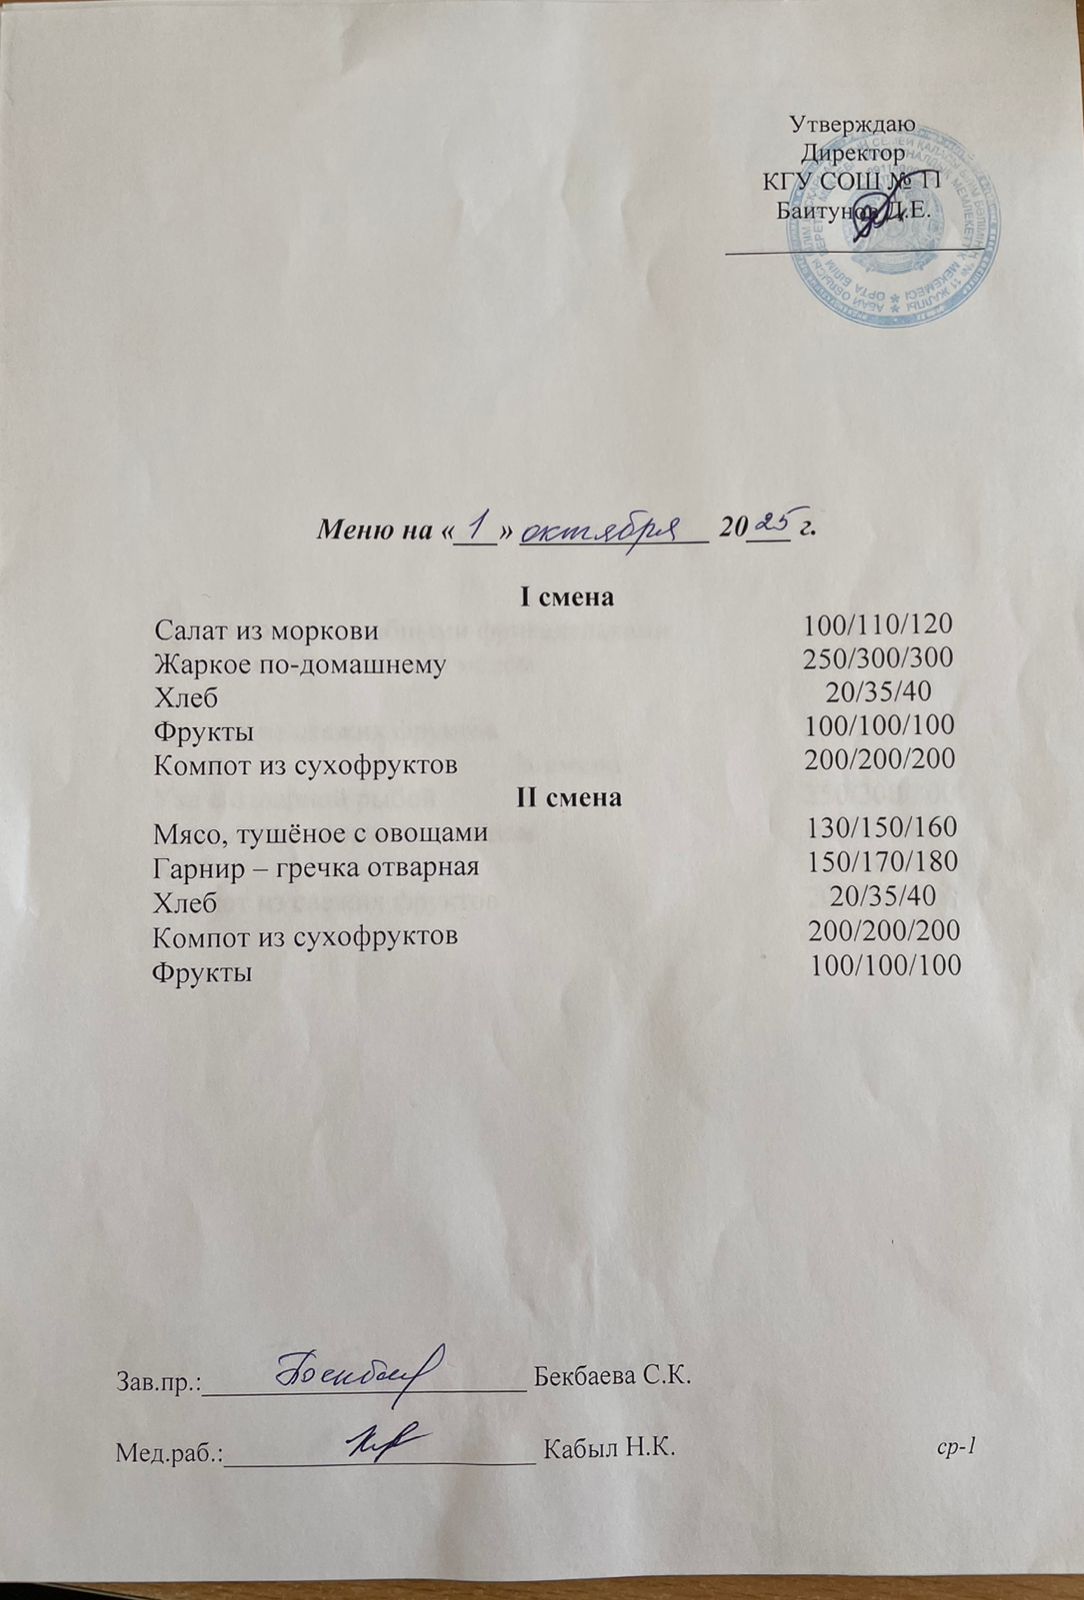 Утверждаю
Директор
КГУ СОШ № 11
Баитунов Д.Е.
Меню на «1» октября 2025 г.
I смена
Салат из моркови 100/110/120
Жаркое по-домашнему 250/300/300
Хлеб 20/35/40
Фрукты 100/100/100
Компот из сухофруктов 200/200/200
II смена
Мясо, тушёное с овощами 130/150/160
Гарнир – гречка отварная 150/170/180
Хлеб 20/35/40
Компот из сухофруктов 200/200/200
Фрукты 100/100/100
Зав.пр.: Бекбаева С.К.
Мед.раб.: Кабыл Н.К.
ср-1